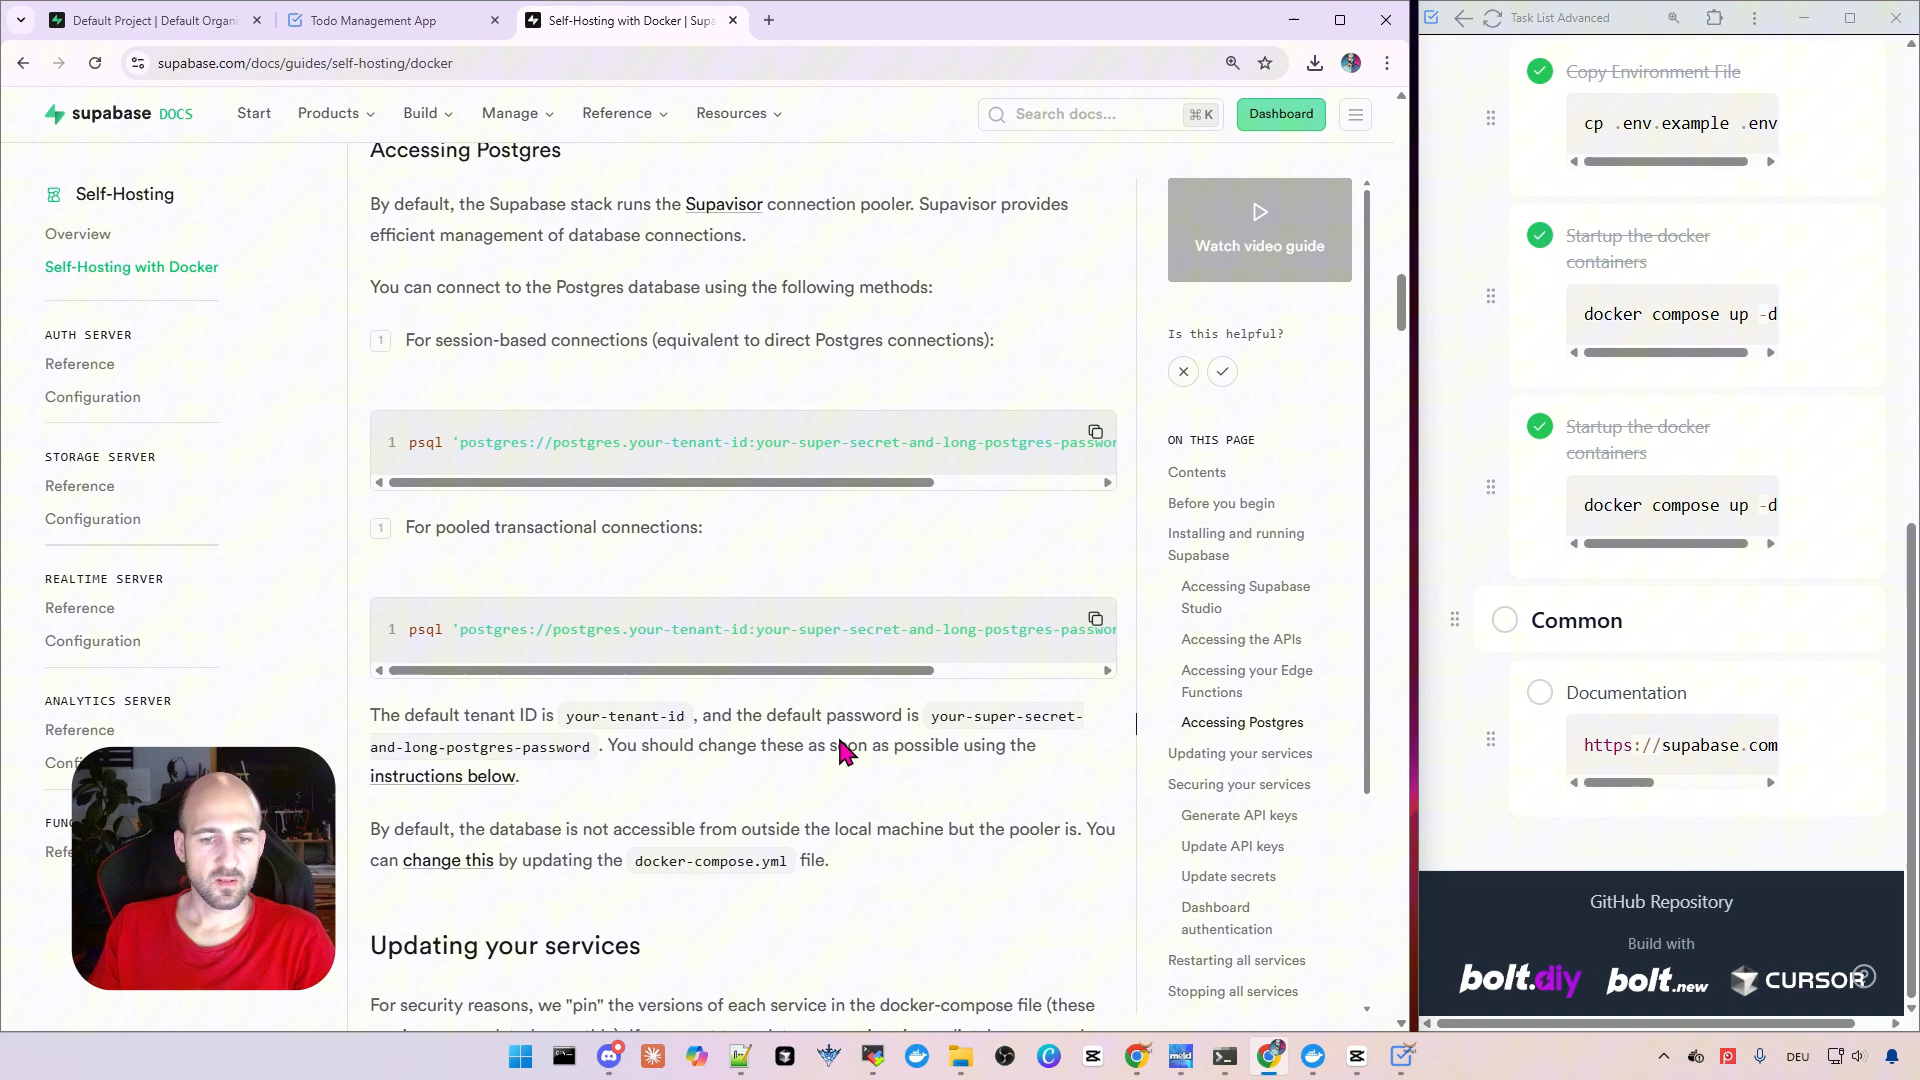 Default Project | Default Organi
Todo Management App
Self-Hosting with Docker | Supa
Task List Advanced
supabase.com/docs/guides/self-hosting/docker
supabase DOCS
Start
Products
Build
Manage
Reference
Resources
Search docs...
⌘ K
Dashboard
Self-Hosting
Overview
Self-Hosting with Docker
AUTH SERVER
Reference
Configuration
STORAGE SERVER
Reference
Configuration
REALTIME SERVER
Reference
Configuration
ANALYTICS SERVER
Reference
Accessing Postgres
By default, the Supabase stack runs the Supavisor connection pooler. Supavisor provides
efficient management of database connections.
You can connect to the Postgres database using the following methods:
1 For session-based connections (equivalent to direct Postgres connections):
1 psql 'postgres://postgres.your-tenant-id:your-super-secret-and-long-postgres-passwor
1 For pooled transactional connections:
1 psql 'postgres://postgres.your-tenant-id:your-super-secret-and-long-postgres-passwor
The default tenant ID is your-tenant-id , and the default password is your-super-secret-
and-long-postgres-password . You should change these as soon as possible using the
instructions below.
By default, the database is not accessible from outside the local machine but the pooler is. You
can change this by updating the docker-compose.yml file.
Updating your services
For security reasons, we "pin" the versions of each service in the docker-compose file (these
Watch video guide
Is this helpful?
ON THIS PAGE
Contents
Before you begin
Installing and running
Supabase
Accessing Supabase
Studio
Accessing the APIs
Accessing your Edge
Functions
Accessing Postgres
Updating your services
Securing your services
Generate API keys
Update API keys
Update secrets
Dashboard
authentication
Restarting all services
Stopping all services
Copy Environment File
cp .env.example .env
Startup the docker
containers
docker compose up -d
Startup the docker
containers
docker compose up -d
Common
Documentation
https://supabase.com
GitHub Repository
Build with
bolt.diy
bolt.new
CURSOR
DEU